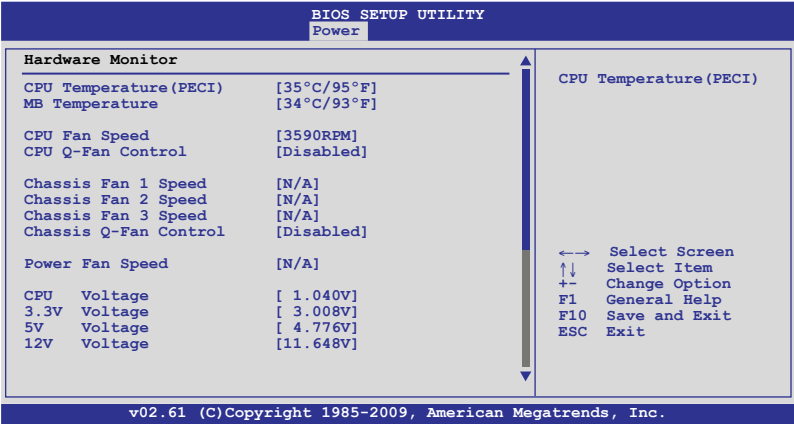 BIOS SETUP UTILITY
Power
Hardware Monitor
CPU Temperature(PECI) [35ºC/95ºF]
MB Temperature [34ºC/93ºF]
CPU Fan Speed [3590RPM]
CPU Q-Fan Control [Disabled]
Chassis Fan 1 Speed [N/A]
Chassis Fan 2 Speed [N/A]
Chassis Fan 3 Speed [N/A]
Chassis Q-Fan Control [Disabled]
Power Fan Speed [N/A]
CPU Voltage [ 1.040V]
3.3V Voltage [ 3.008V]
5V Voltage [ 4.776V]
12V Voltage [11.648V]
CPU Temperature(PECI)
←→ Select Screen
↑↓ Select Item
+- Change Option
F1 General Help
F10 Save and Exit
ESC Exit
v02.61 (C)Copyright 1985-2009, American Megatrends, Inc.